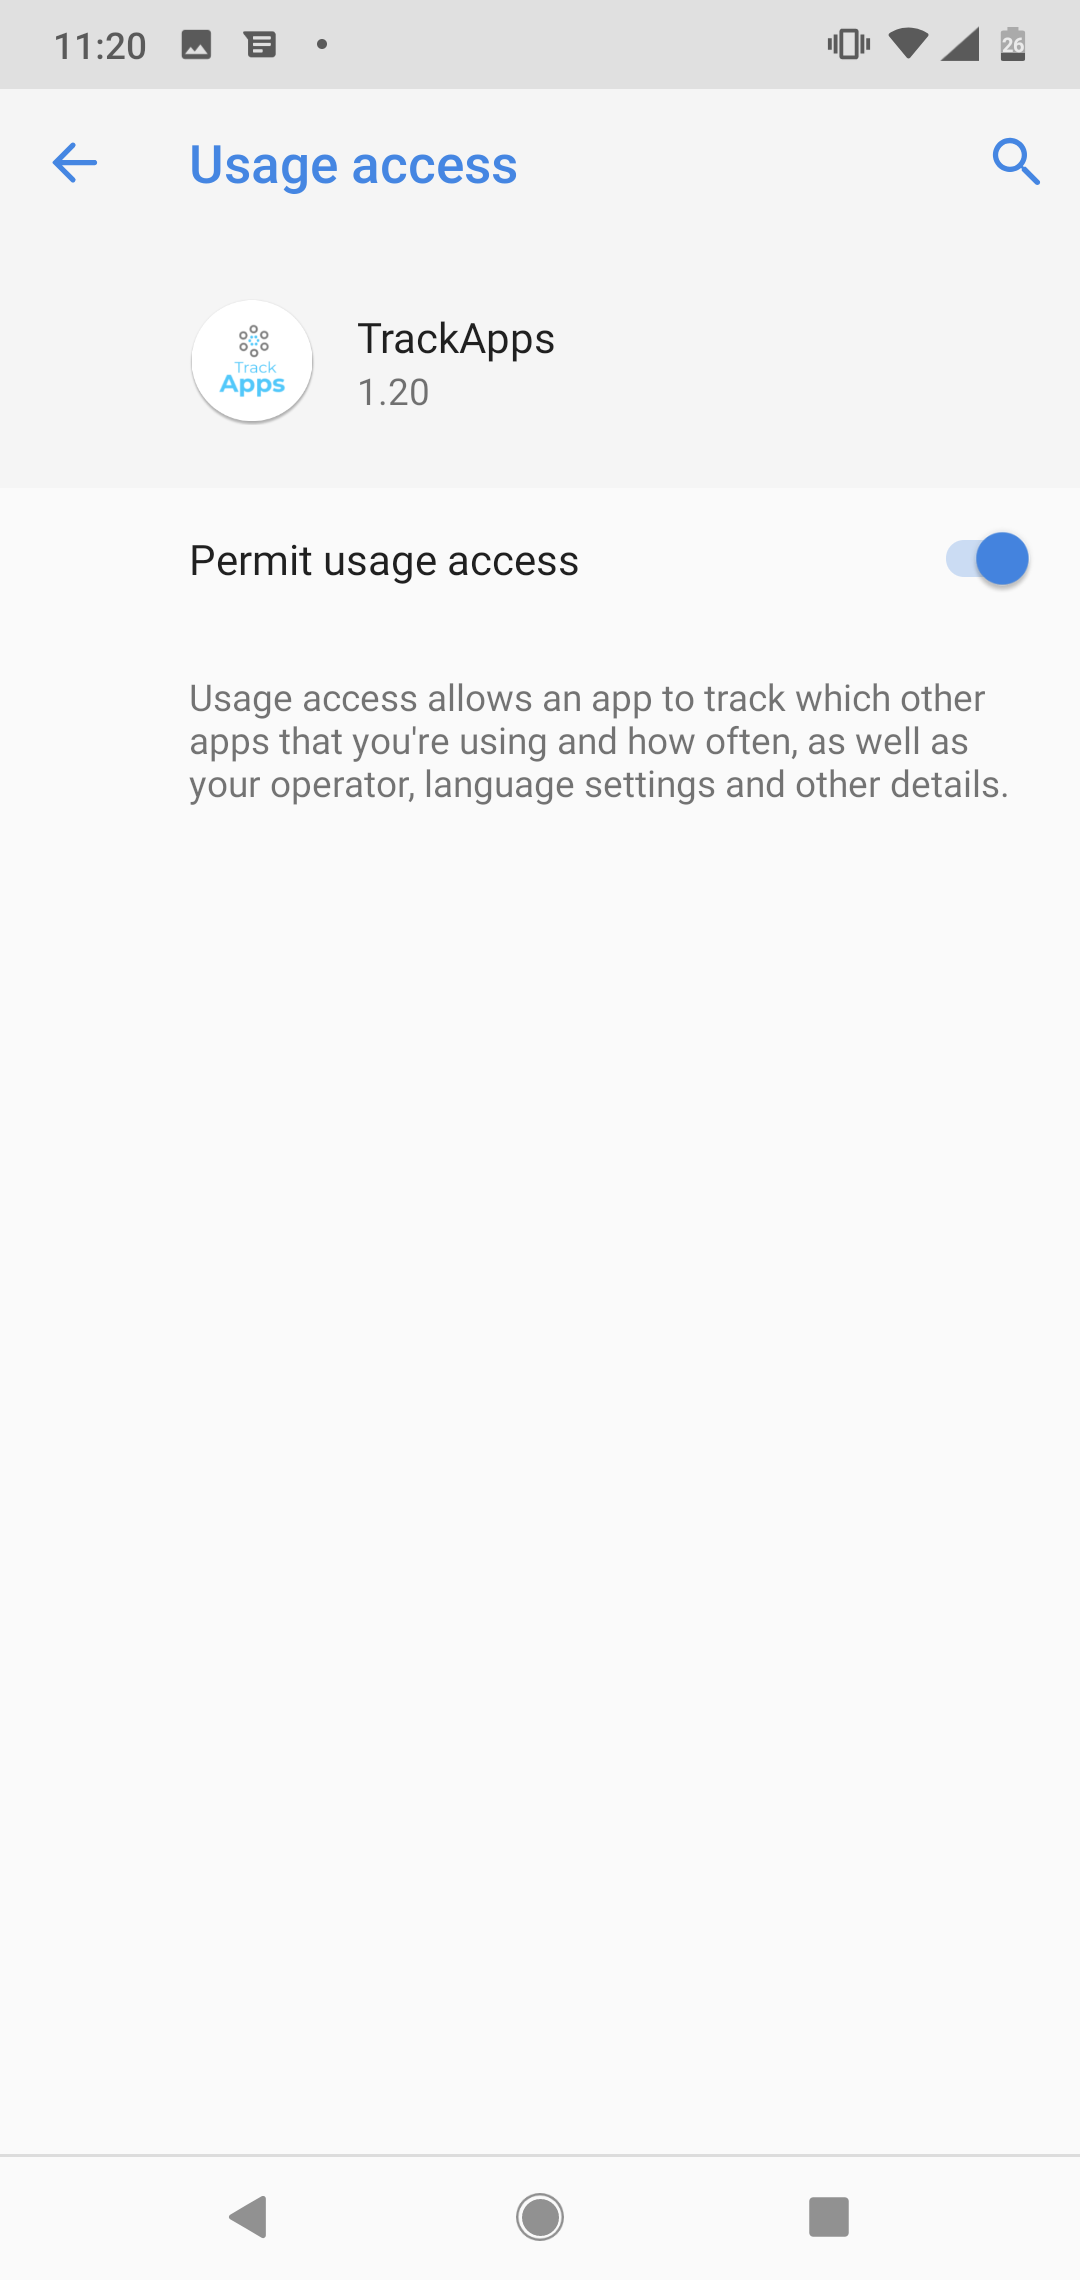 11:20
26
Usage access
Track
Apps
TrackApps
1.20
Permit usage access
Usage access allows an app to track which other
apps that you're using and how often, as well as
your operator, language settings and other details.